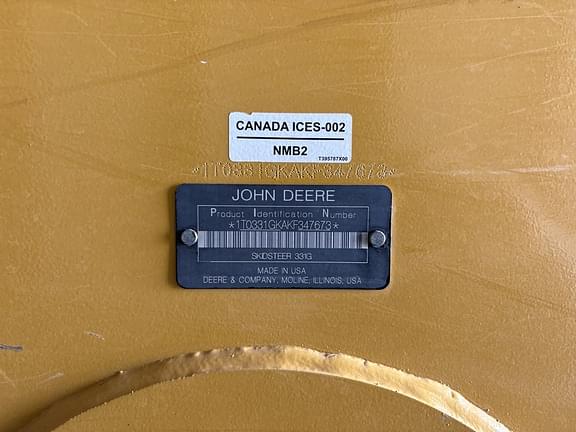 CANADA ICES-002
NMB2
T395787X00
*1T0331GKAKF347673*
JOHN DEERE
Product Identification Number
*1T0331GKAKF347673*
SKIDSTEER 331G
MADE IN USA
DEERE & COMPANY, MOLINE, ILLINOIS, USA